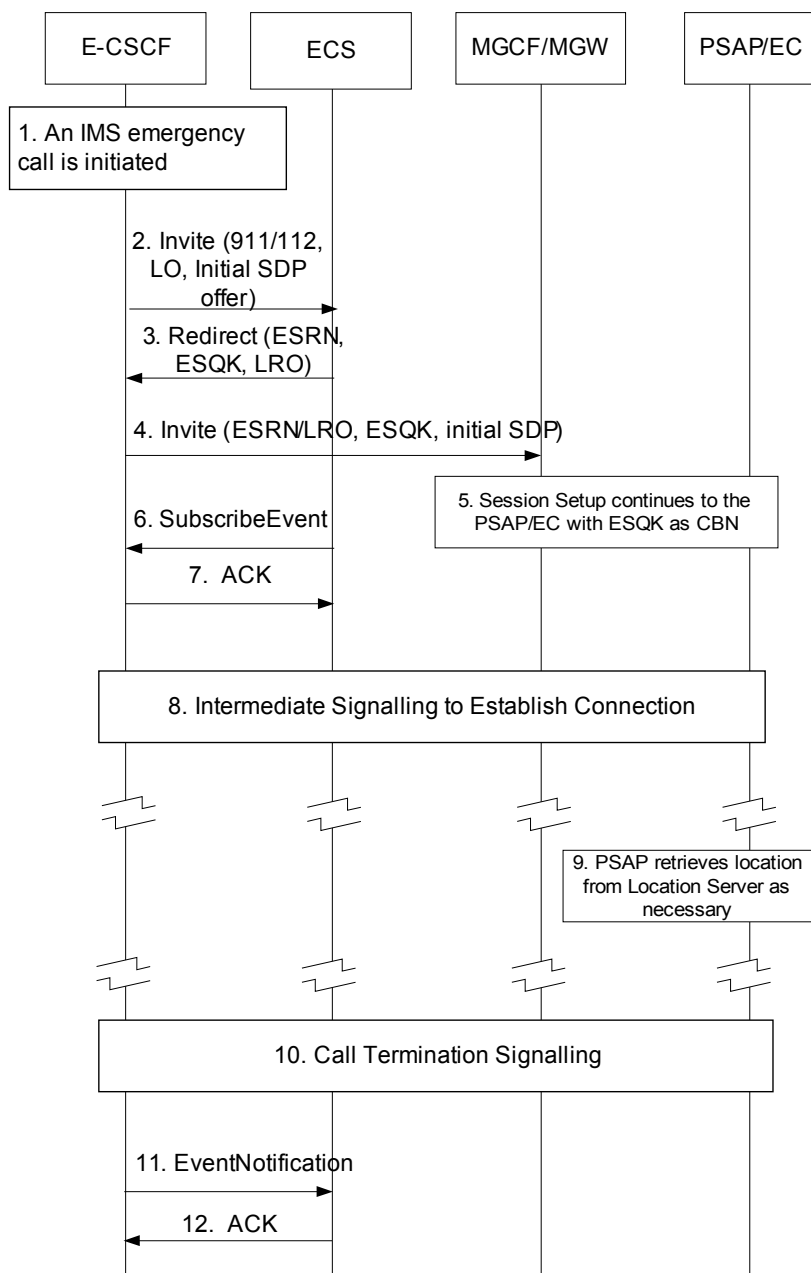 E-CSCF
ECS
MGCF/MGW
PSAP/EC
1. An IMS emergency
call is initiated
2. Invite (911/112,
LO, Initial SDP
offer)
3. Redirect (ESRN,
ESQK, LRO)
4. Invite (ESRN/LRO, ESQK, initial SDP)
5. Session Setup continues to the
PSAP/EC with ESQK as CBN
6. SubscribeEvent
7. ACK
8. Intermediate Signalling to Establish Connection
9. PSAP retrieves location
from Location Server as
necessary
10. Call Termination Signalling
11. EventNotification
12. ACK